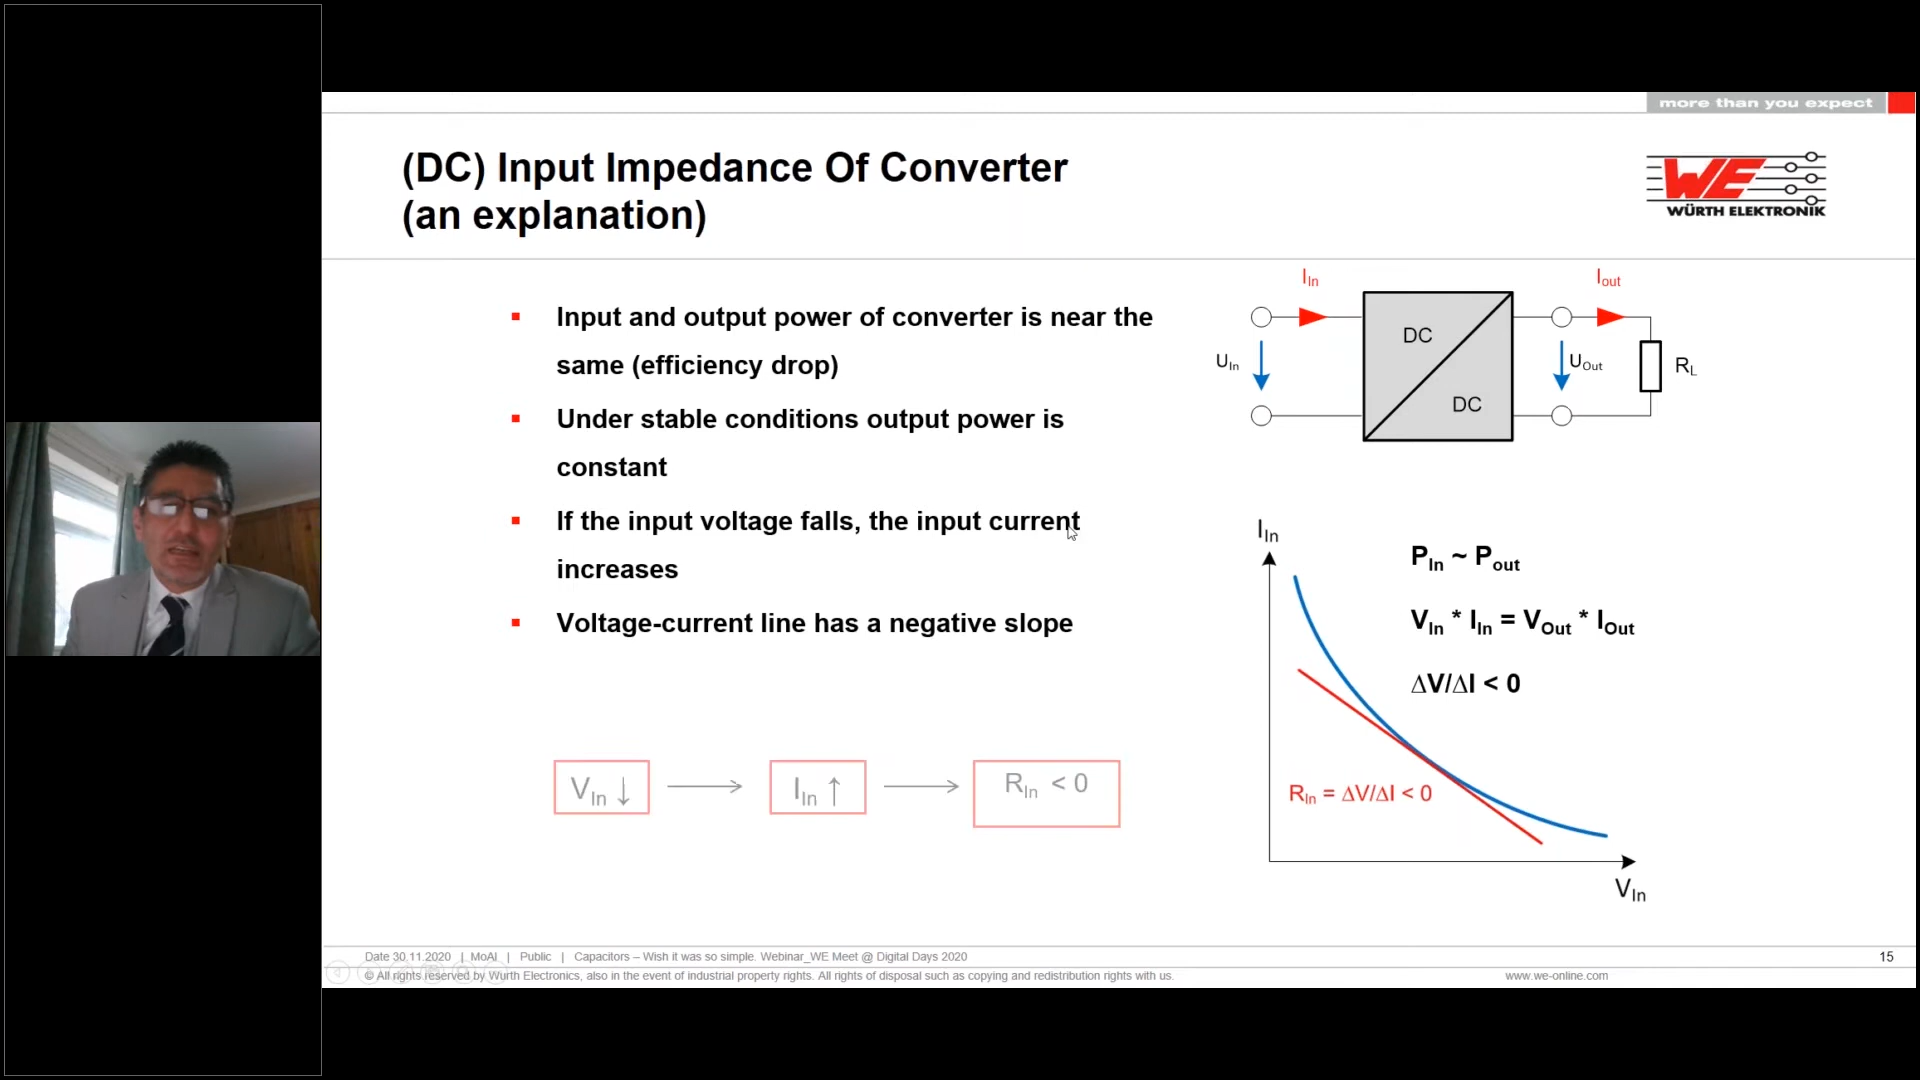 more than you expect
(DC) Input Impedance Of Converter
(an explanation)
WE
WÜRTH ELEKTRONIK
▪ Input and output power of converter is near the
same (efficiency drop)
▪ Under stable conditions output power is
constant
▪ If the input voltage falls, the input current
increases
▪ Voltage-current line has a negative slope
V_In ↓
I_In ↑
R_In < 0
I_In
I_out
U_In
DC
DC
U_Out
R_L
I_In
P_In ~ P_out
V_In * I_In = V_Out * I_Out
∆V/∆I < 0
R_In = ∆V/∆I < 0
V_In
Date 30.11.2020 | MoAl | Public | Capacitors – Wish it was so simple. Webinar_WE Meet @ Digital Days 2020
15
© All rights reserved by Wurth Electronics, also in the event of industrial property rights. All rights of disposal such as copying and redistribution rights with us.
www.we-online.com